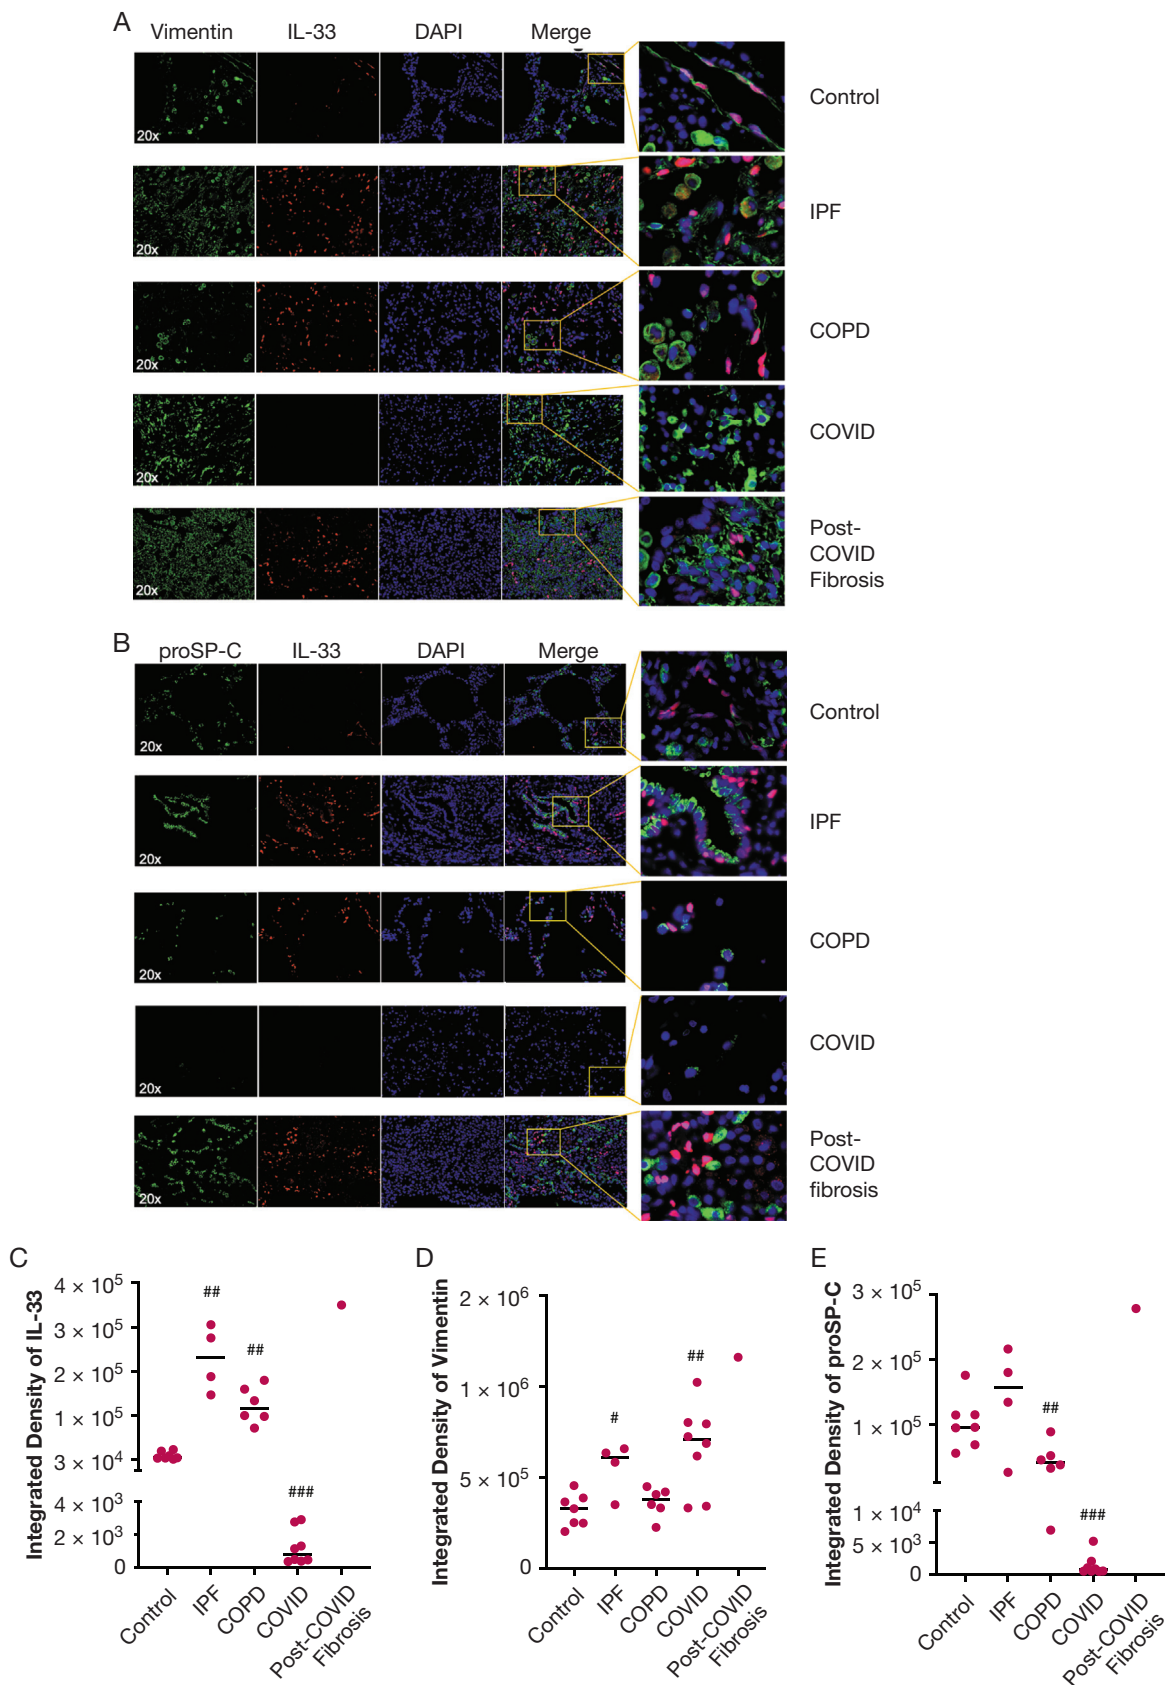 A
Vimentin IL-33 DAPI Merge
20x
Control
20x
IPF
20x
COPD
20x
COVID
20x
Post-
COVID
Fibrosis
B
proSP-C IL-33 DAPI Merge
20x
Control
20x
IPF
20x
COPD
20x
COVID
20x
Post-
COVID
fibrosis
C
Integrated Density of IL-33
4 × 10⁵
3 × 10⁵
2 × 10⁵
1 × 10⁵
3 × 10⁴
4 × 10³
2 × 10³
0
##
##
###
Control
IPF
COPD
COVID
Post-COVID
Fibrosis
D
Integrated Density of Vimentin
2 × 10⁶
1 × 10⁶
5 × 10⁵
0
#
##
Control
IPF
COPD
COVID
Post-COVID
Fibrosis
E
Integrated Density of proSP-C
3 × 10⁵
2 × 10⁵
1 × 10⁵
1 × 10⁴
5 × 10³
0
##
###
Control
IPF
COPD
COVID
Post-COVID
Fibrosis